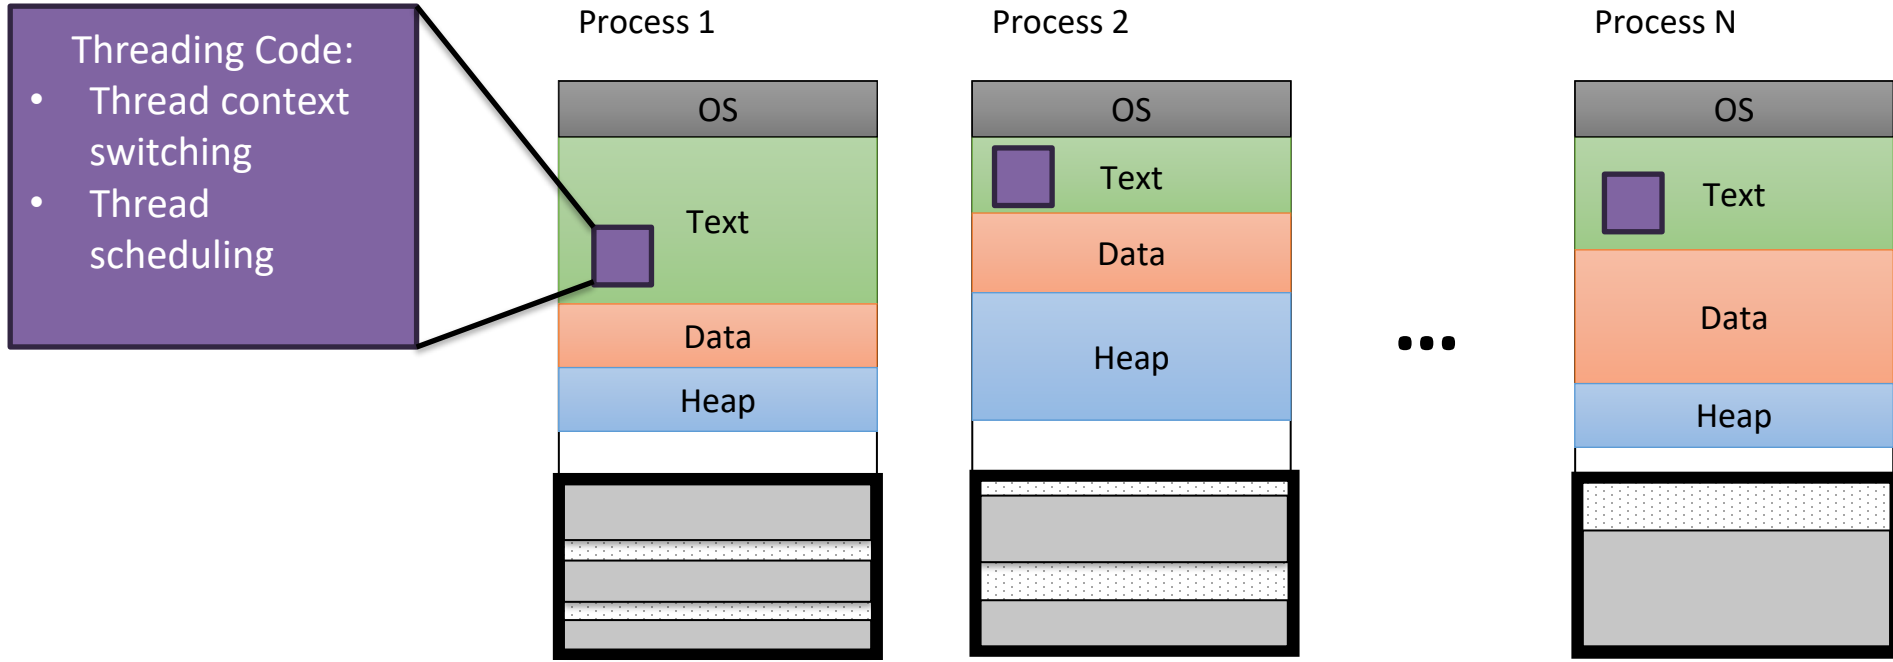 Threading Code:
• Thread context
switching
• Thread
scheduling
Process 1
OS
Text
Data
Heap
Process 2
OS
Text
Data
Heap
...
Process N
OS
Text
Data
Heap